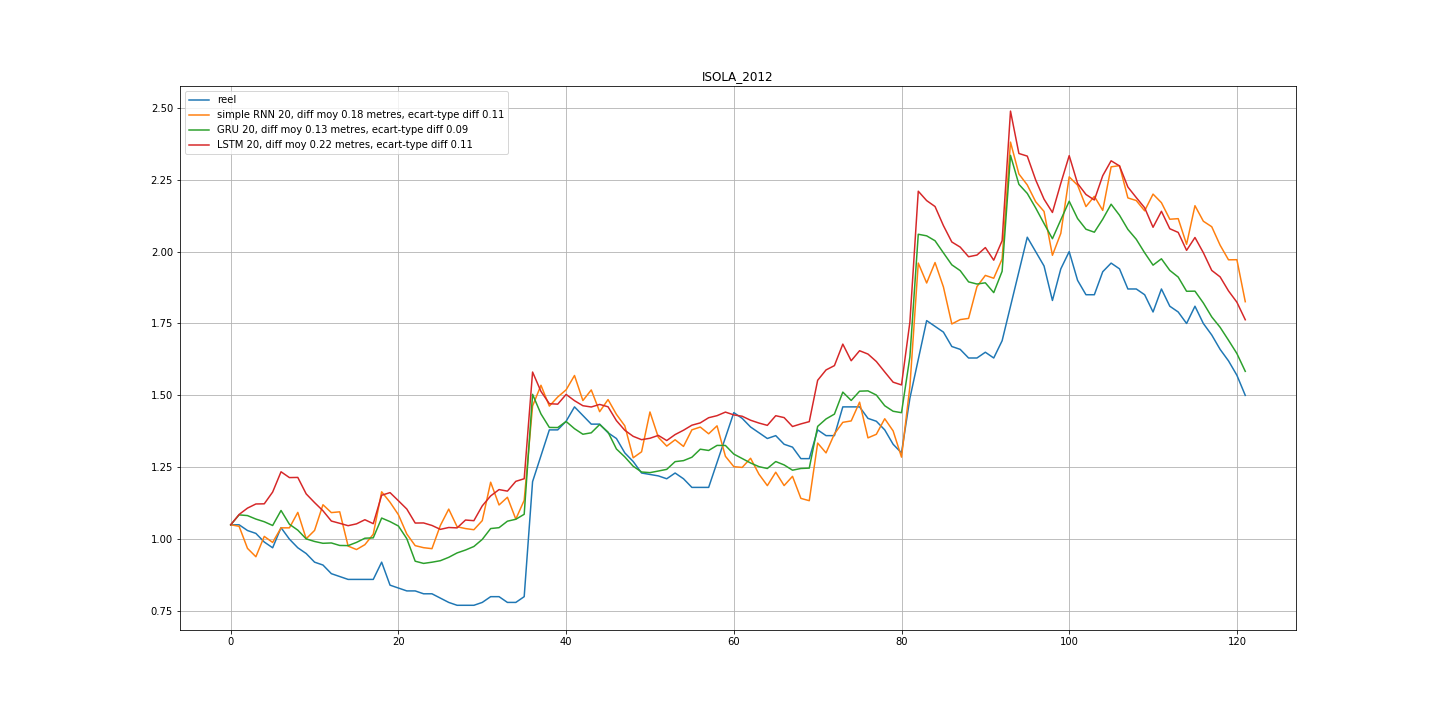 ISOLA_2012
reel
simple RNN 20, diff moy 0.18 metres, ecart-type diff 0.11
GRU 20, diff moy 0.13 metres, ecart-type diff 0.09
LSTM 20, diff moy 0.22 metres, ecart-type diff 0.11
2.50
2.25
2.00
1.75
1.50
1.25
1.00
0.75
0 20 40 60 80 100 120